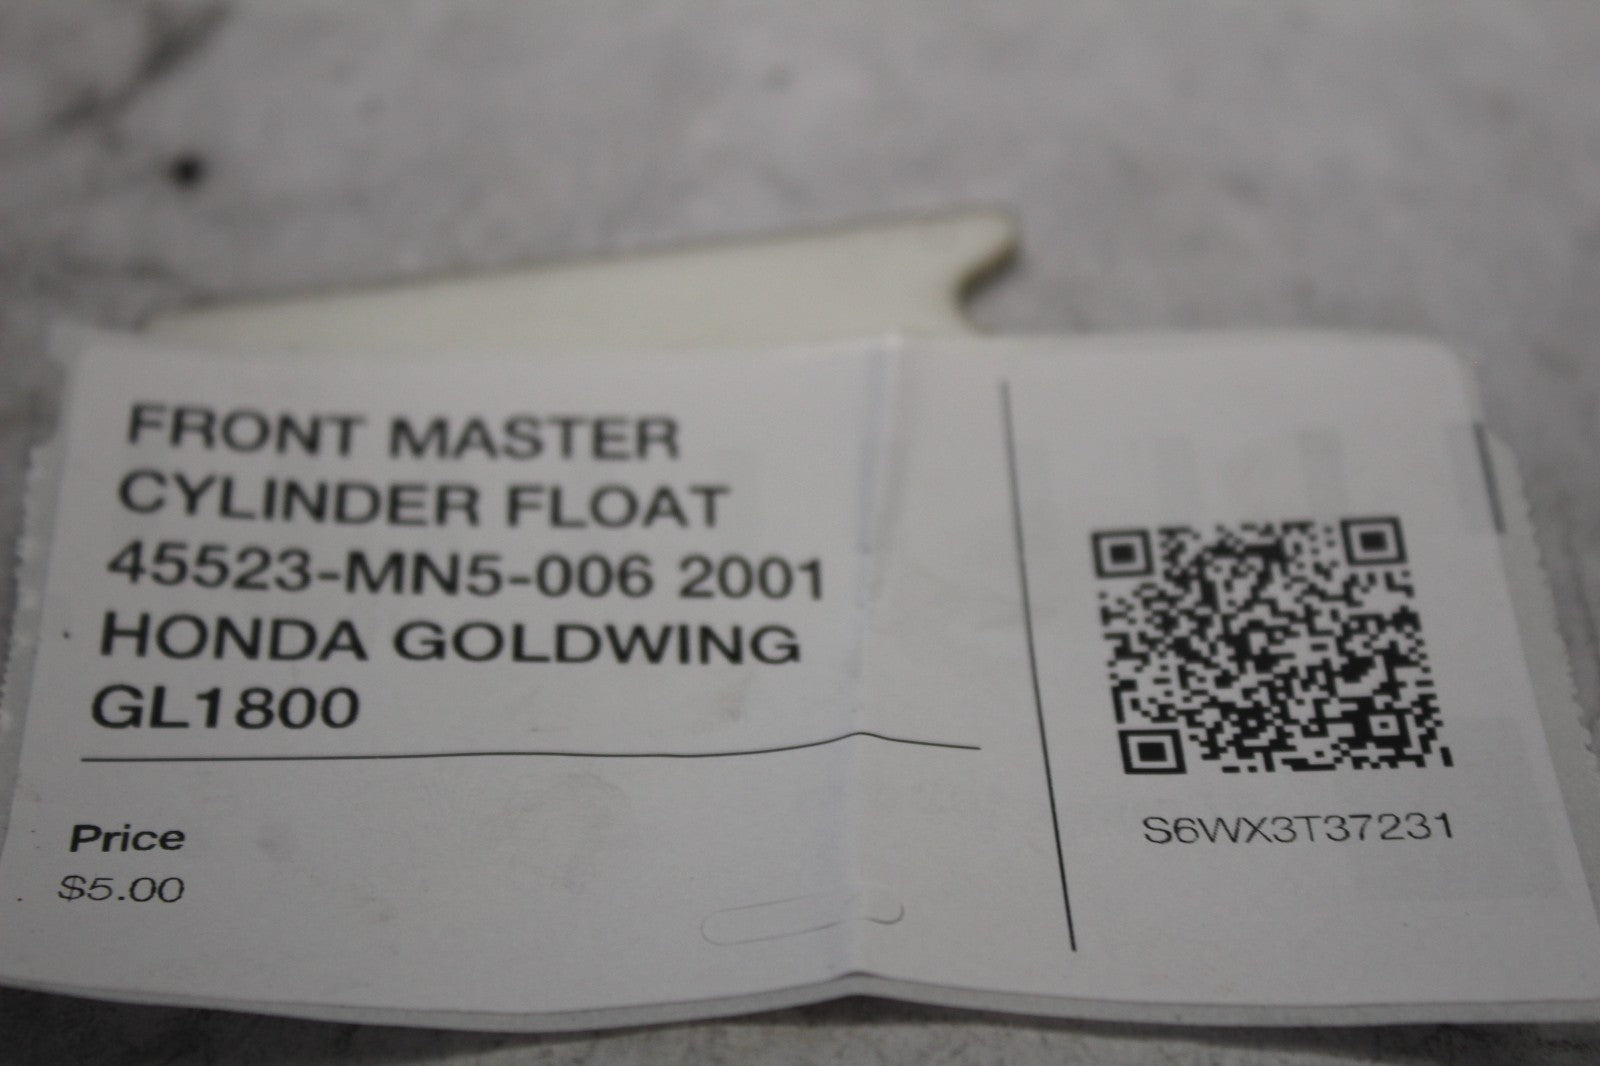 FRONT MASTER
CYLINDER FLOAT
45523-MN5-006 2001
HONDA GOLDWING
GL1800
Price
$5.00
S6WX3T37231